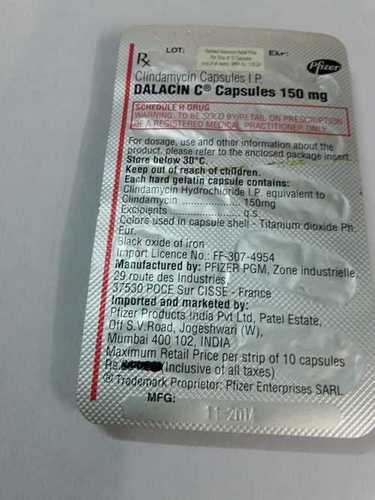 Rx LOT: EXP.: Pfizer
Clindamycin Capsules I.P.
DALACIN C® Capsules 150 mg
SCHEDULE H DRUG
WARNING: TO BE SOLD BY RETAIL ON PRESCRIPTION
OF A REGISTERED MEDICAL PRACTITIONER ONLY.
For dosage, use and other information about the
product, please refer to the enclosed package insert.
Store below 30°C.
Keep out of reach of children.
Each hard gelatin capsule contains:
Clindamycin Hydrochloride I.P. equivalent to
Clindamycin .................... 150mg
Excipients ..................... q.s.
Colors used in capsule shell - Titanium dioxide Ph.
Eur.
Black oxide of iron
Import Licence No.: FF-307-4954
Manufactured by: PFIZER PGM, Zone industrielle,
29 route des Industries
37530 POCE Sur CISSE - France
Imported and marketed by:
Pfizer Products India Pvt Ltd, Patel Estate,
Off S.V.Road, Jogeshwari (W),
Mumbai 400 102, INDIA
Maximum Retail Price per strip of 10 capsules
Rs. (Inclusive of all taxes)
® Trademark Proprietor: Pfizer Enterprises SARL
MFG:
11 2014